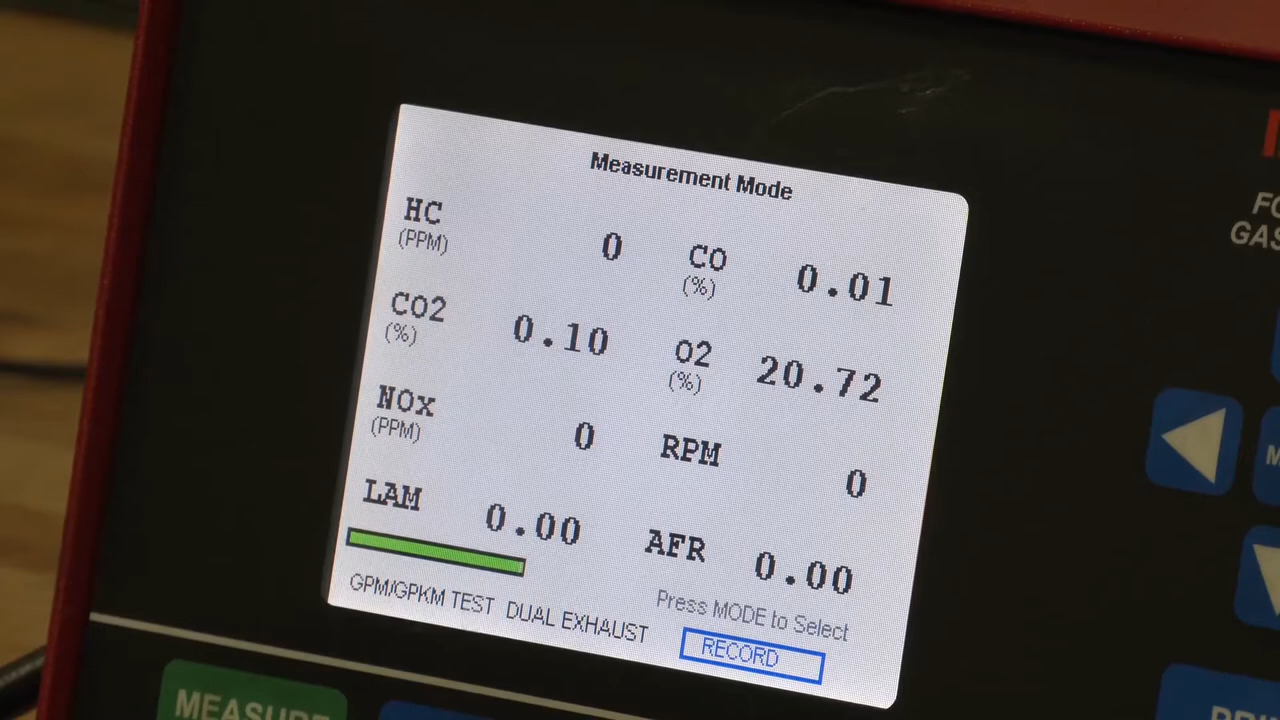 Measurement Mode
HC
(PPM)
0
CO
(%)
0.01
CO2
(%)
0.10
O2
(%)
20.72
NOx
(PPM)
0
RPM
0
LAM
0.00
AFR
0.00
GPM/GPKM TEST
DUAL EXHAUST
Press MODE to Select
RECORD
MEASURE